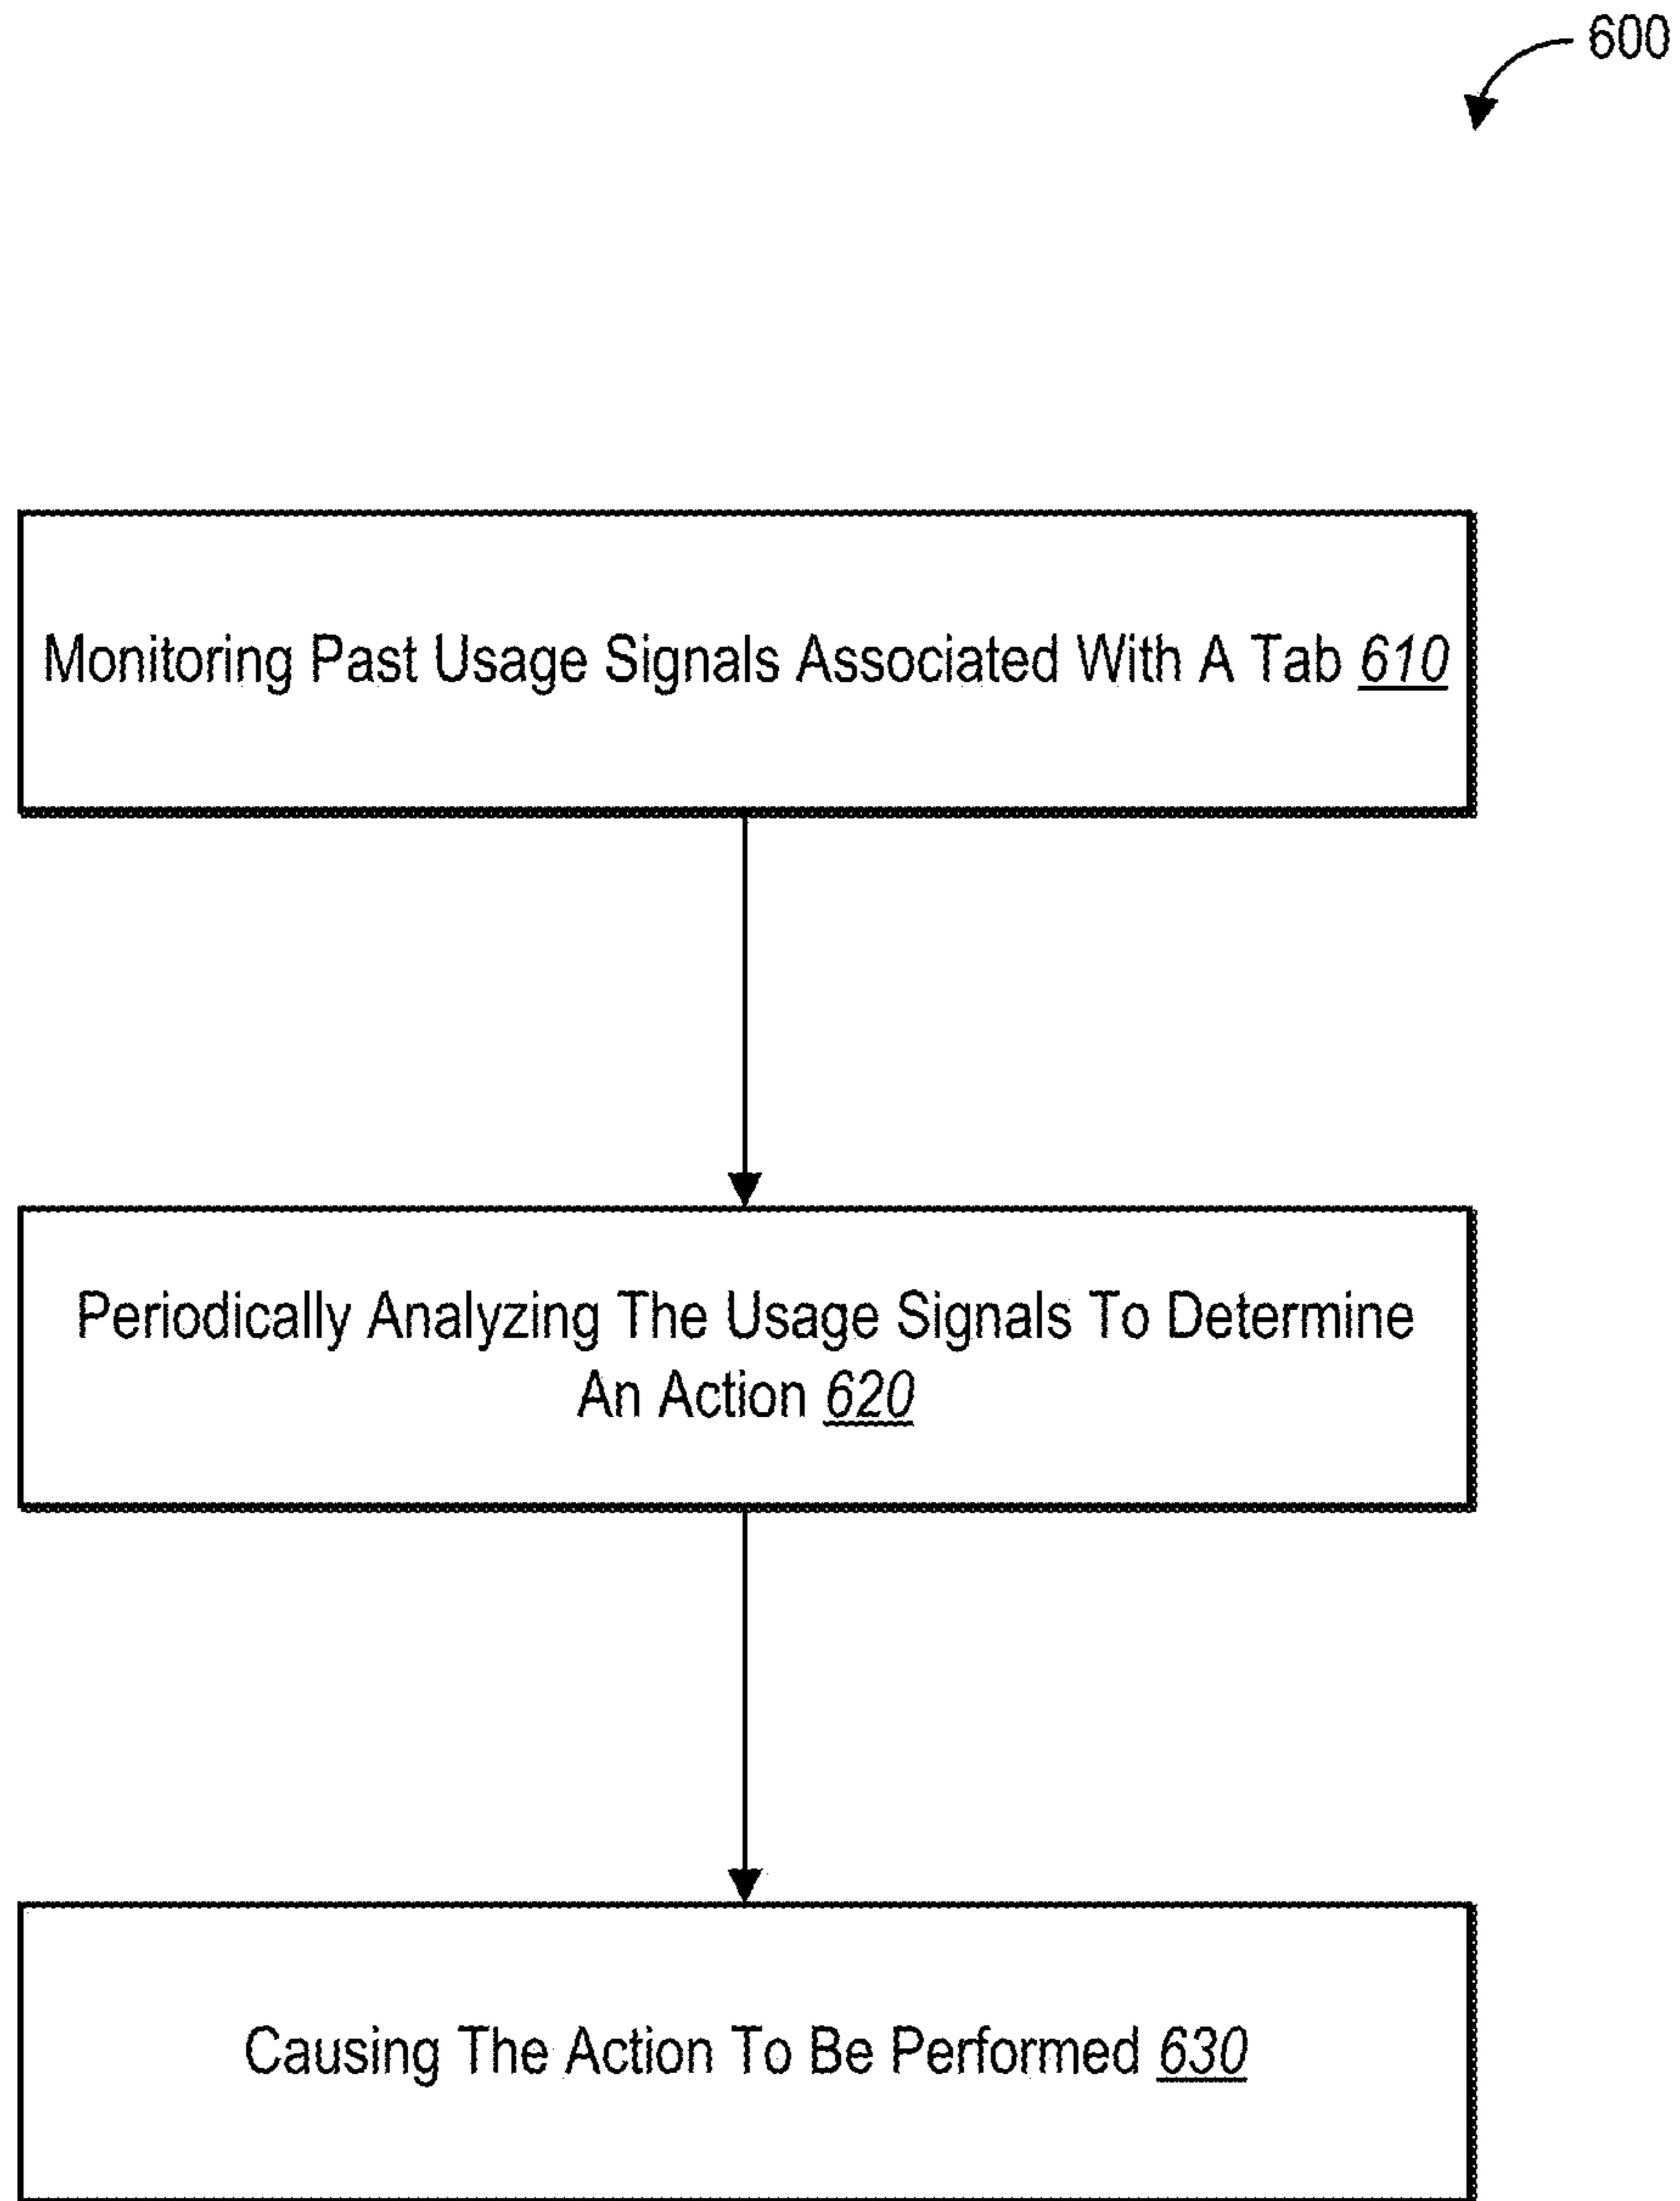 600
Monitoring Past Usage Signals Associated With A Tab 610
Periodically Analyzing The Usage Signals To Determine
An Action 620
Causing The Action To Be Performed 630